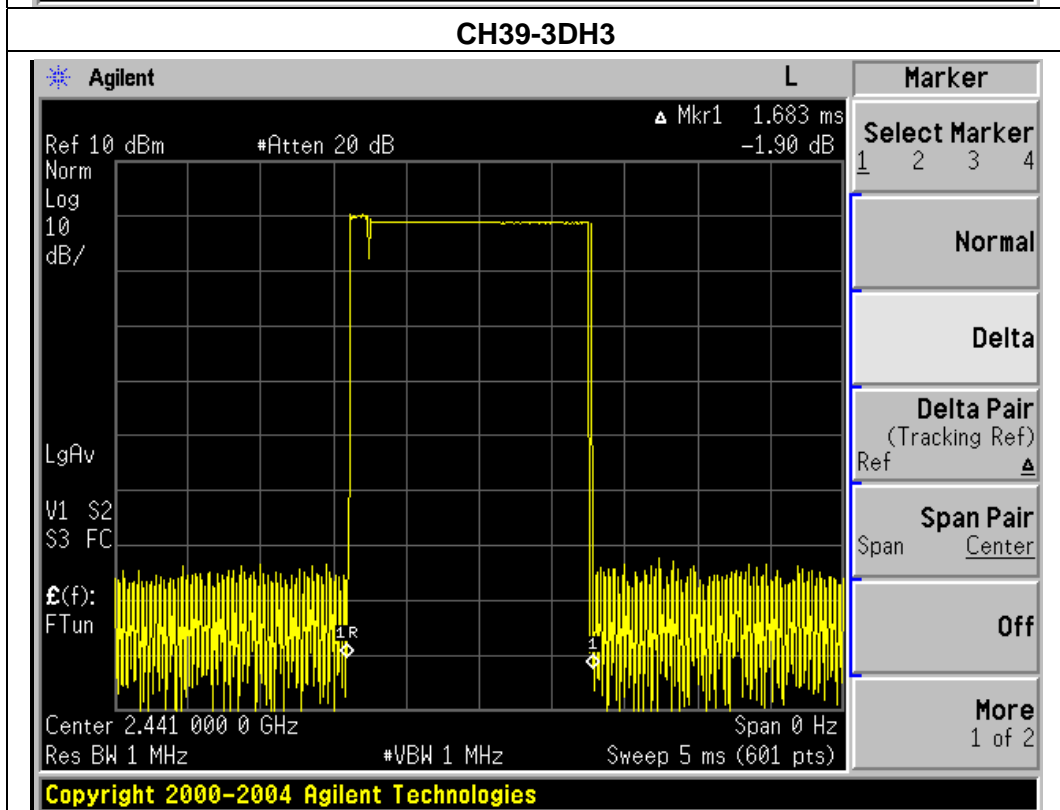 CH39-3DH3
Agilent L Marker
Δ Mkr1 1.683 ms
Ref 10 dBm #Atten 20 dB -1.90 dB
Norm
Log
10
dB/
LgAv
V1 S2
S3 FC
£(f):
FTun
1R
1
Center 2.441 000 0 GHz Span 0 Hz
Res BW 1 MHz #VBW 1 MHz Sweep 5 ms (601 pts)
Select Marker
1 2 3 4
Normal
Delta
Delta Pair
(Tracking Ref)
Ref Δ
Span Pair
Span Center
Off
More
1 of 2
Copyright 2000-2004 Agilent Technologies